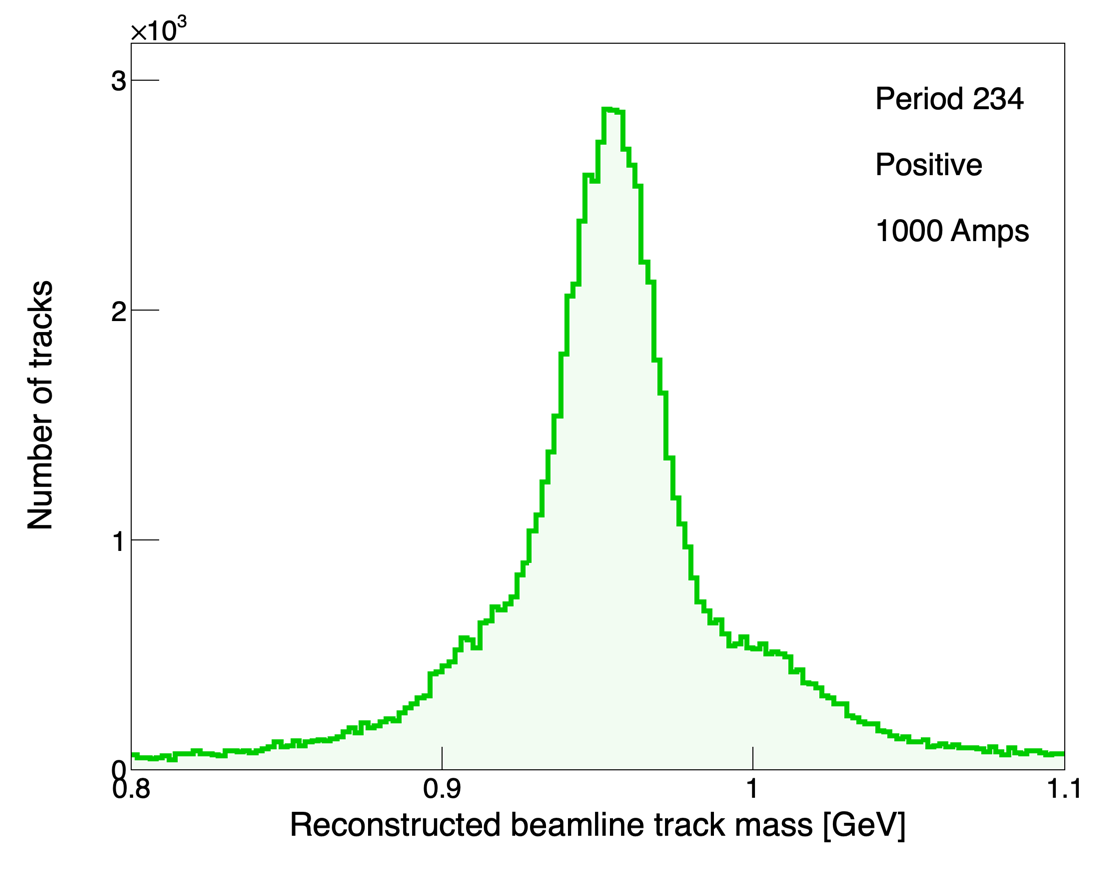 ×10³
3
2
1
0
0.8
0.9
1
1.1
Number of tracks
Reconstructed beamline track mass [GeV]
Period 234
Positive
1000 Amps